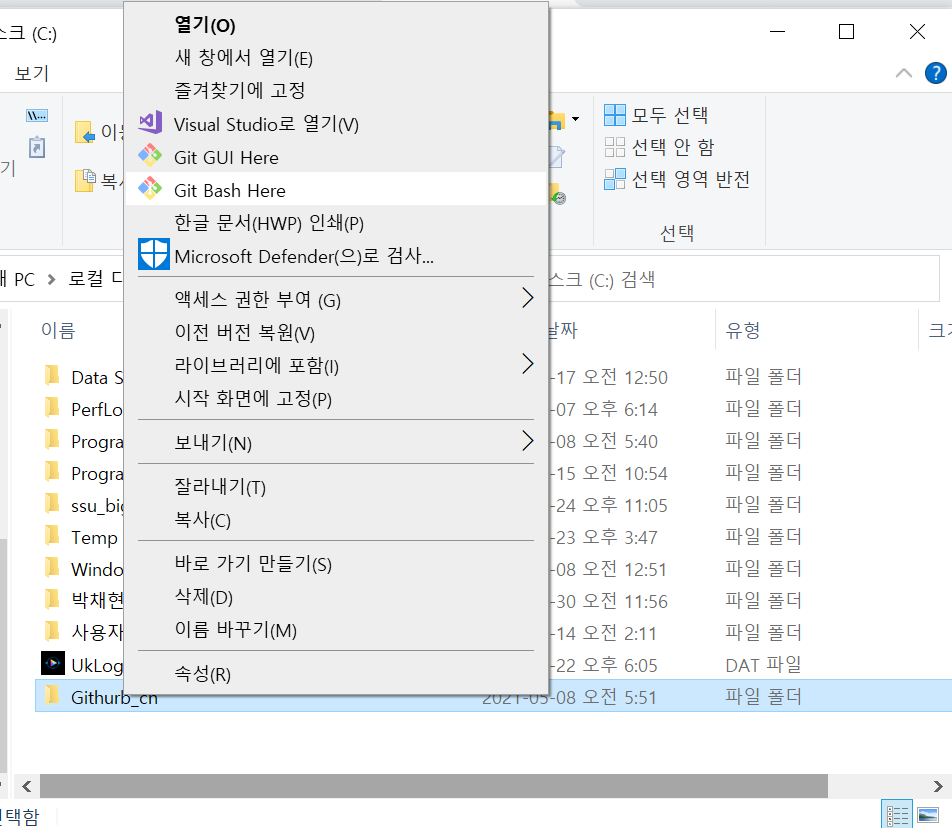 스크 (C:)
보기
이동
복사
모두 선택
선택 안 함
선택 영역 반전
선택
열기(O)
새 창에서 열기(E)
즐겨찾기에 고정
Visual Studio로 열기(V)
Git GUI Here
Git Bash Here
한글 문서(HWP) 인쇄(P)
Microsoft Defender(으)로 검사...
액세스 권한 부여 (G)
이전 버전 복원(V)
라이브러리에 포함(I)
시작 화면에 고정(P)
보내기(N)
잘라내기(T)
복사(C)
바로 가기 만들기(S)
삭제(D)
이름 바꾸기(M)
속성(R)
PC > 로컬 디
스크 (C:) 검색
이름 날짜 유형 크기
Data S -17 오전 12:50 파일 폴더
PerfLo -07 오후 6:14 파일 폴더
Progra -08 오전 5:40 파일 폴더
Progra -15 오전 10:54 파일 폴더
ssu_big -24 오후 11:05 파일 폴더
Temp -23 오후 3:47 파일 폴더
Windo -08 오전 12:51 파일 폴더
박채현 -30 오전 11:56 파일 폴더
사용자 -14 오전 2:11 파일 폴더
UkLog -22 오후 6:05 DAT 파일
Githurb_ch 2021-05-08 오전 5:51 파일 폴더
선택함